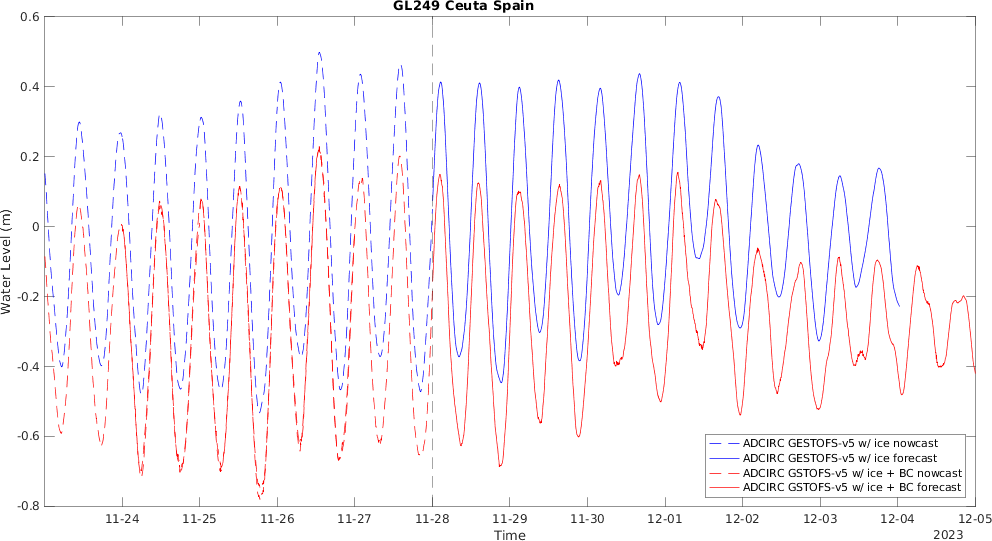 GL249 Ceuta Spain
0.6
0.4
0.2
0
-0.2
-0.4
-0.6
-0.8
Water Level (m)
11-24 11-25 11-26 11-27 11-28 11-29 11-30 12-01 12-02 12-03 12-04 12-05
Time
2023
ADCIRC GESTOFS-v5 w/ ice nowcast
ADCIRC GESTOFS-v5 w/ ice forecast
ADCIRC GSTOFS-v5 w/ ice + BC nowcast
ADCIRC GSTOFS-v5 w/ ice + BC forecast